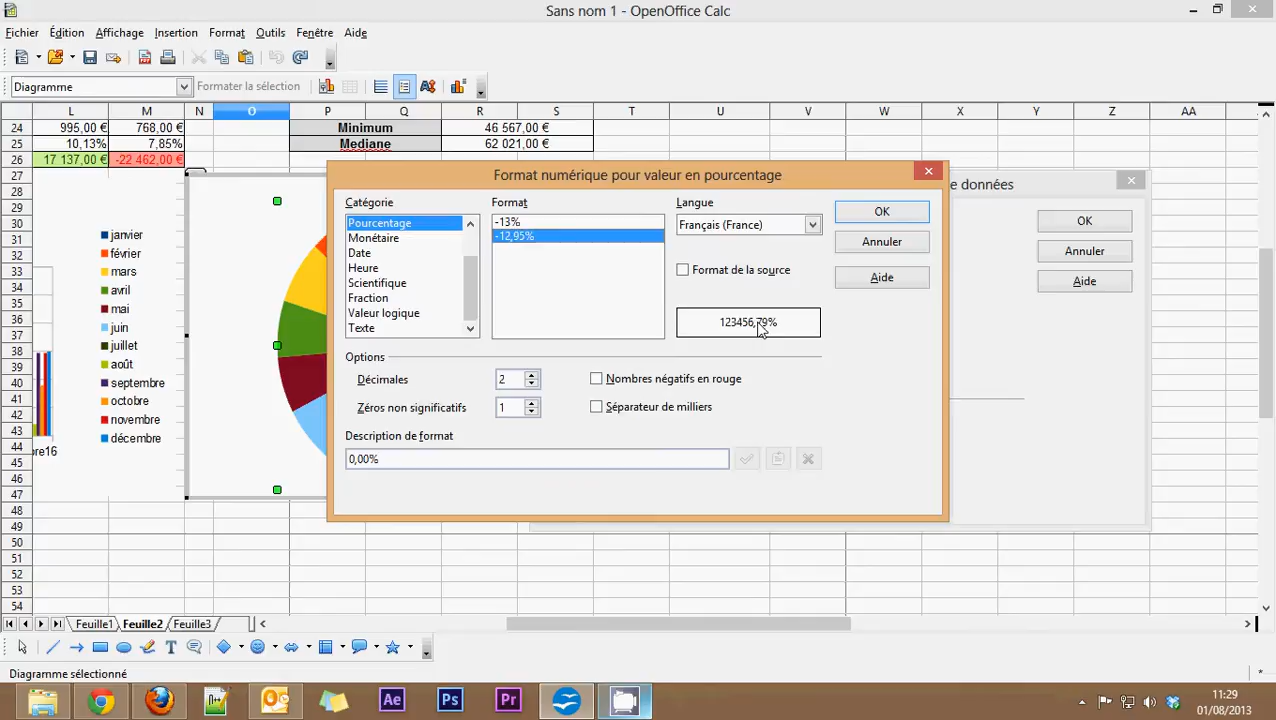 Sans nom 1 - OpenOffice Calc
Fichier Édition Affichage Insertion Format Outils Fenêtre Aide
Diagramme Formater la sélection
L M N O P Q R S T U V W X Y Z AA
24 995,00 € 768,00 € Minimum 46 567,00 €
25 10,13% 7,85% Mediane 62 021,00 €
26 17 137,00 € -22 462,00 €
27
28
29
30
31
32
33
34
35
36
37
38
39
40
41
42
43
44
45
46
47
48
49
50
51
52
53
54
janvier
février
mars
avril
mai
juin
juillet
août
septembre
octobre
novembre
décembre
re16
Format numérique pour valeur en pourcentage
Catégorie
Pourcentage
Monétaire
Date
Heure
Scientifique
Fraction
Valeur logique
Texte
Format
-13%
-12,95%
Langue
Français (France)
Format de la source
123456,79%
OK
Annuler
Aide
Options
Décimales 2
Zéros non significatifs 1
Nombres négatifs en rouge
Séparateur de milliers
Description de format
0,00%
e données
OK
Annuler
Aide
Feuille1 Feuille2 Feuille3
Diagramme sélectionné *
n++ Ae Ps Pr
11:29
01/08/2013